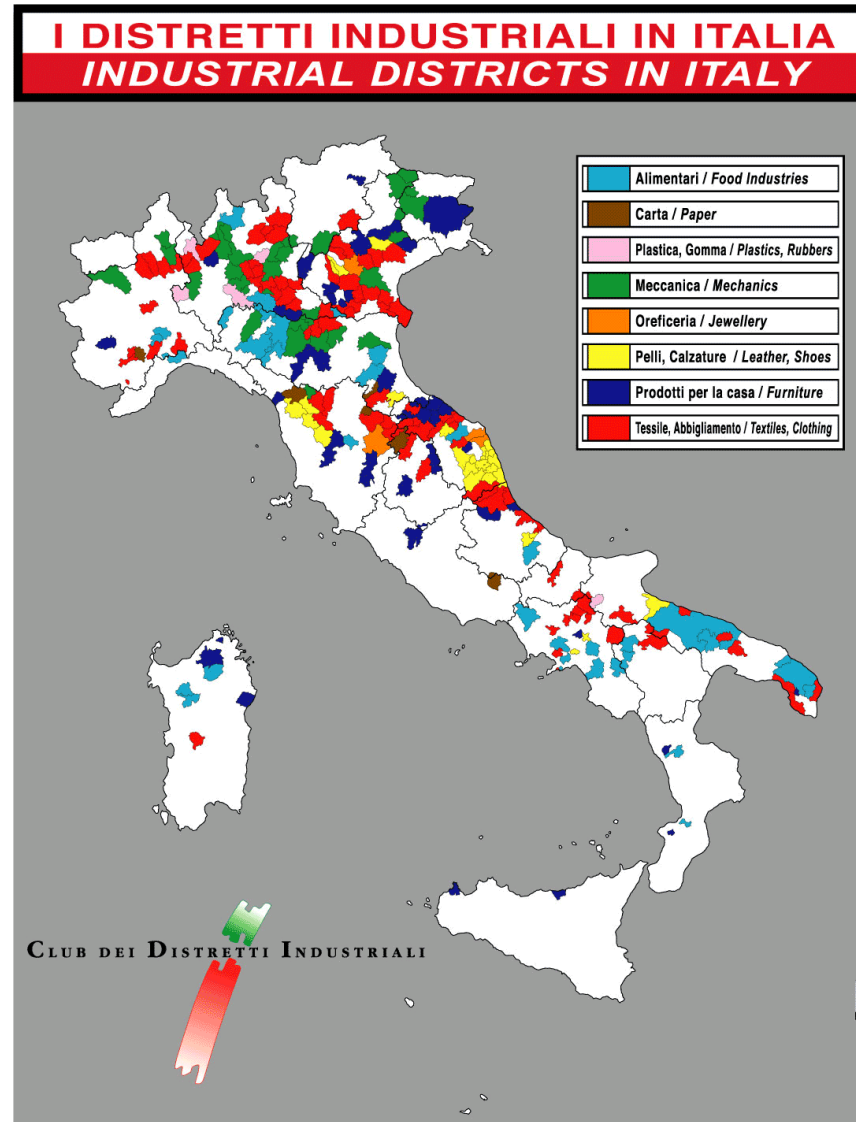 I DISTRETTI INDUSTRIALI IN ITALIA
INDUSTRIAL DISTRICTS IN ITALY
Alimentari / Food Industries
Carta / Paper
Plastica, Gomma / Plastics, Rubbers
Meccanica / Mechanics
Oreficeria / Jewellery
Pelli, Calzature / Leather, Shoes
Prodotti per la casa / Furniture
Tessile, Abbigliamento / Textiles, Clothing
CLUB DEI DISTRETTI INDUSTRIALI